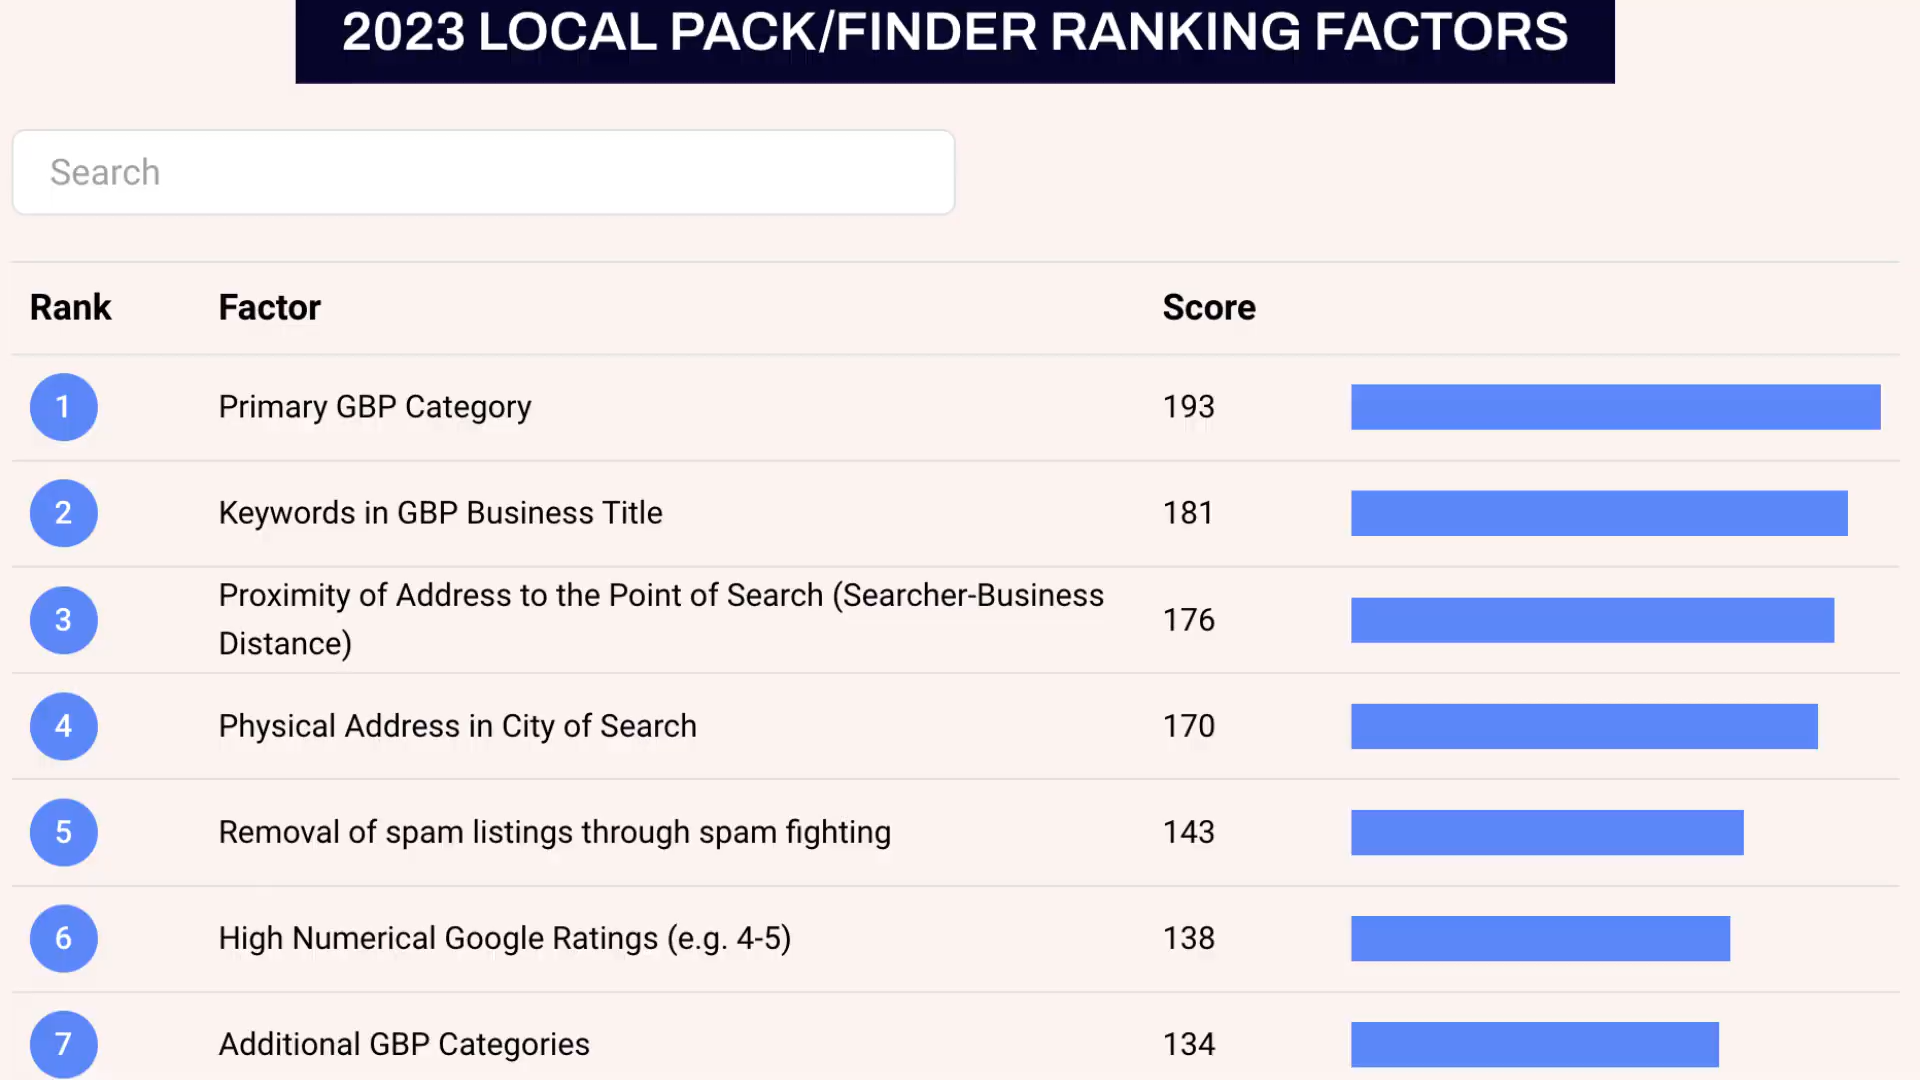 2023 LOCAL PACK/FINDER RANKING FACTORS
Search
Rank Factor Score
1 Primary GBP Category 193
2 Keywords in GBP Business Title 181
3 Proximity of Address to the Point of Search (Searcher-Business
Distance) 176
4 Physical Address in City of Search 170
5 Removal of spam listings through spam fighting 143
6 High Numerical Google Ratings (e.g. 4-5) 138
7 Additional GBP Categories 134